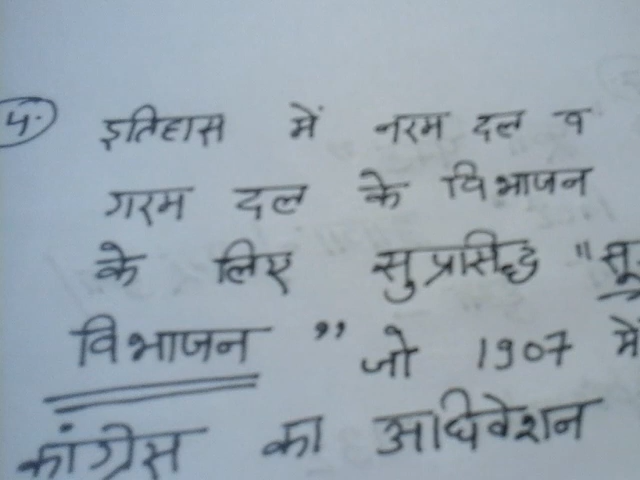 4. इतिहास में नरम दल व
गरम दल के विभाजन
के लिए सुप्रसिद्ध "सू
विभाजन" जो 1907 में
कांग्रेस का अधिवेशन